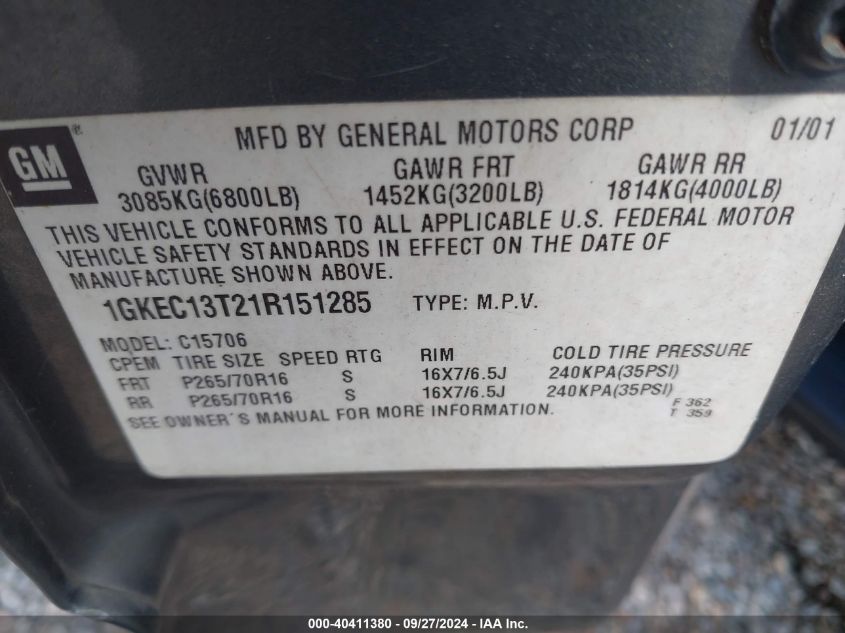 GM®
MFD BY GENERAL MOTORS CORP 01/01
GVWR GAWR FRT GAWR RR
3085KG(6800LB) 1452KG(3200LB) 1814KG(4000LB)
THIS VEHICLE CONFORMS TO ALL APPLICABLE U.S. FEDERAL MOTOR
VEHICLE SAFETY STANDARDS IN EFFECT ON THE DATE OF
MANUFACTURE SHOWN ABOVE.
1GKEC13T21R151285 TYPE: M.P.V.
MODEL: C15706
CPEM TIRE SIZE SPEED RTG RIM COLD TIRE PRESSURE
FRT P265/70R16 S 16X7/6.5J 240KPA(35PSI)
RR P265/70R16 S 16X7/6.5J 240KPA(35PSI)
SEE OWNER'S MANUAL FOR MORE INFORMATION. F 362
T 359
000-40411380 - 09/27/2024 - IAA Inc.